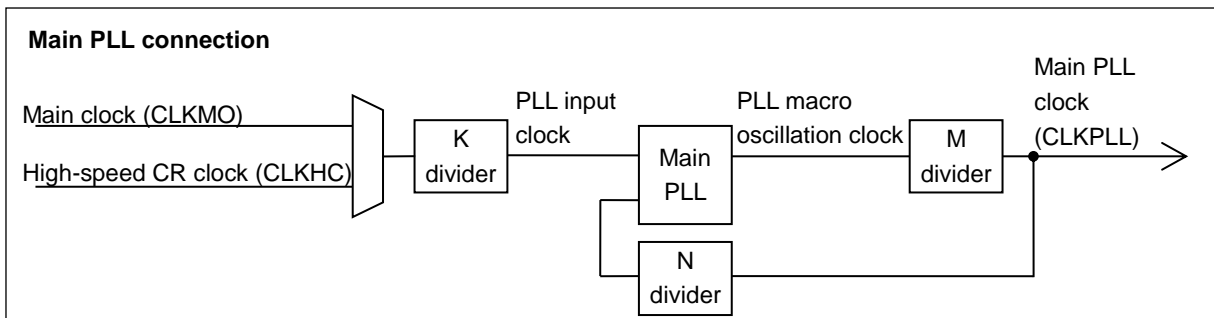 Main PLL connection
Main clock (CLKMO)
High-speed CR clock (CLKHC)
K
divider
PLL input
clock
Main
PLL
PLL macro
oscillation clock
M
divider
Main PLL
clock
(CLKPLL)
N
divider